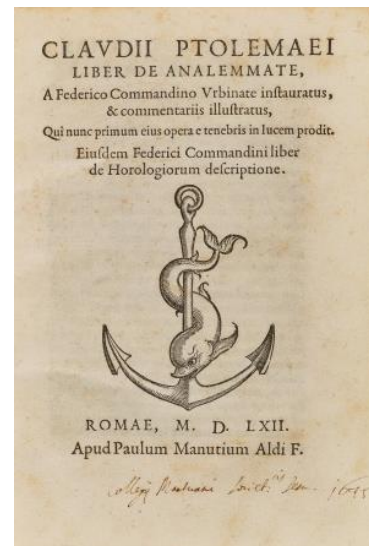 CLAVDII PTOLEMAEI
LIBER DE ANALEMMATE,
A Federico Commandino Vrbinate inſtauratus,
& commentariis illuſtratus,
Qui nunc primum eius opera e tenebris in lucem prodit.
Eiuſdem Federici Commandini liber
de Horologiorum deſcriptione.
ROMAE, M. D. LXII.
Apud Paulum Manutium Aldi F.